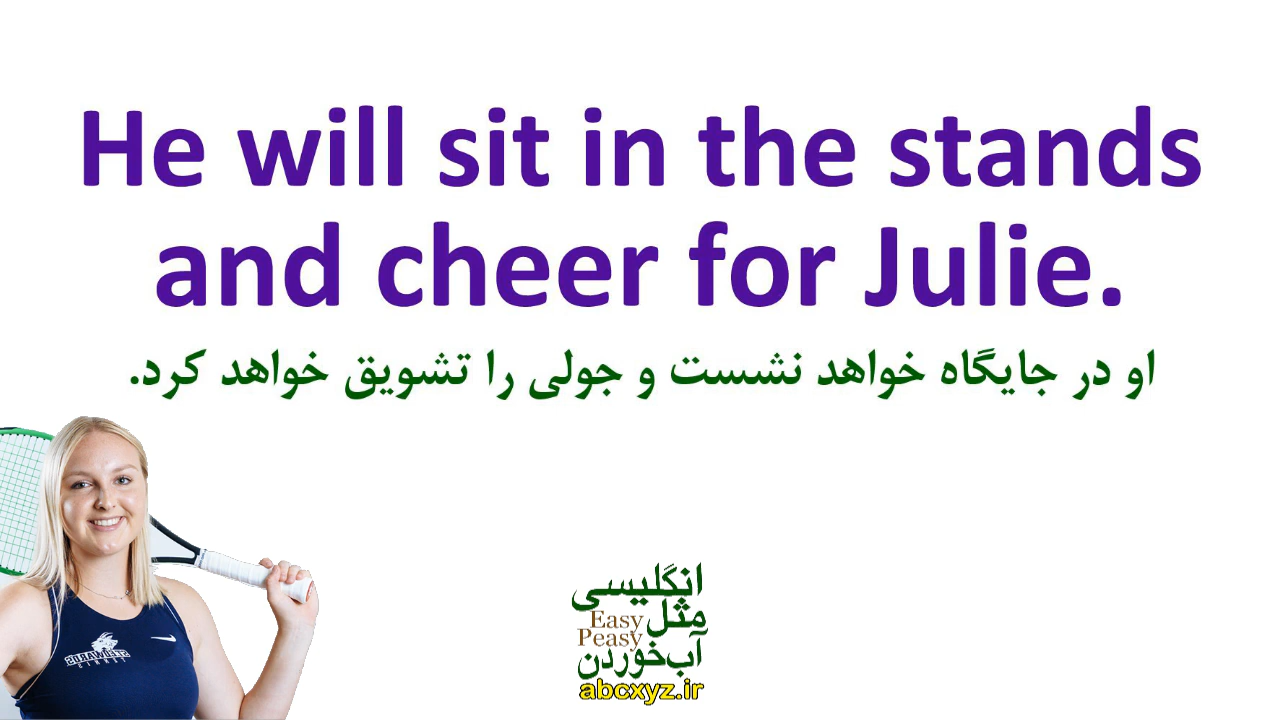 He will sit in the stands
and cheer for Julie.
او در جایگاه خواهد نشست و جولی را تشویق خواهد کرد.
انگلیسی
مثل
Easy
Peasy
آب‌خوردن
abcxyz.ir